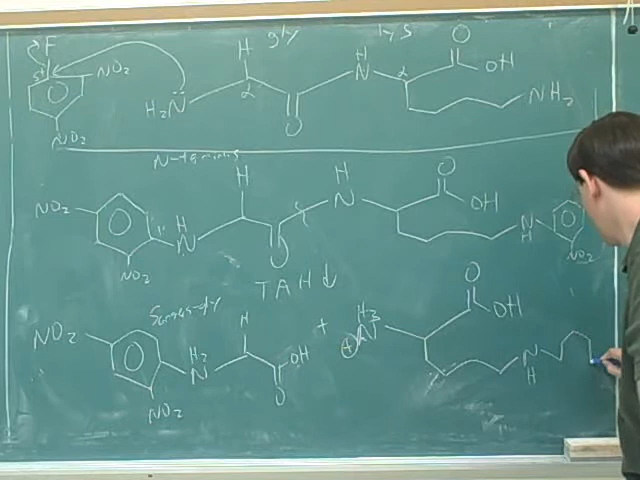 F gly lys O
δ+ NO2 H H N α OH
H2N̈ α O NH2
NO2
N-terminus
H H N O
NO2 H N OH
NO2 O N H NO2
TAH ↓
Sanger-gly O
NO2 H + H3 N OH
H2 N OH ⊕
NO2 O N H